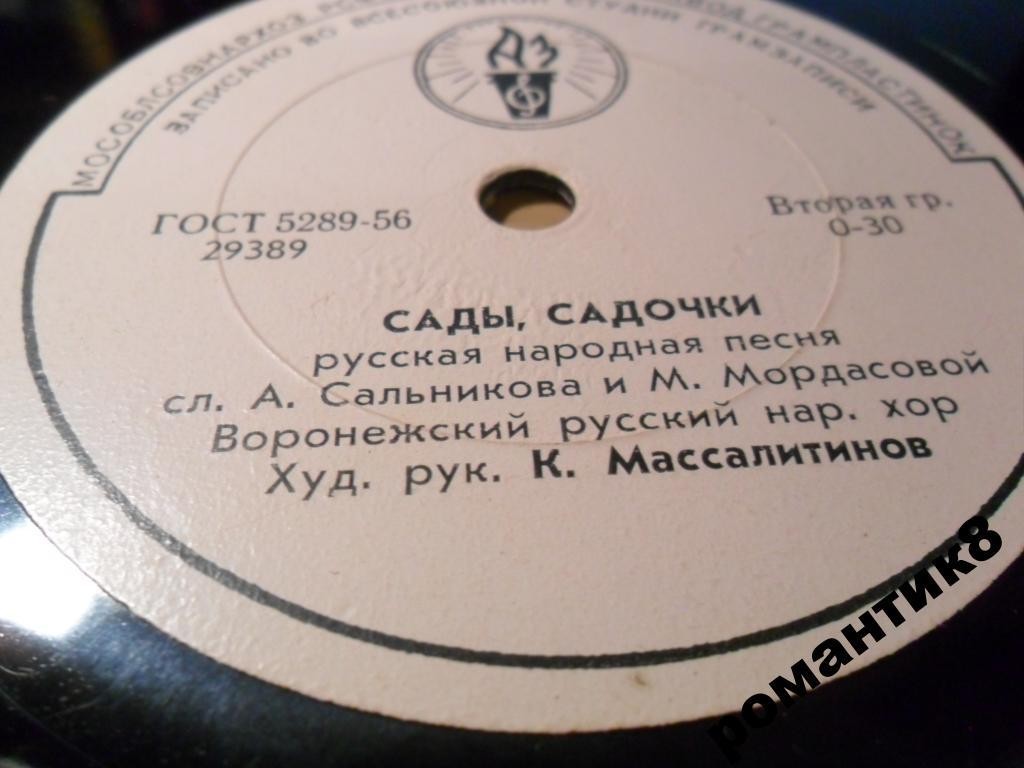 МОСОБЛСОВНАРХОЗ ГРАМПЛАСТИНОК
ЗАПИСАНО ВО ВСЕСОЮЗНОЙ СТУДИИ ГРАМЗАПИСИ
ДЗ
ГОСТ 5289-56
29389
Вторая гр.
0-30
САДЫ, САДОЧКИ
русская народная песня
сл. А. Сальникова и М. Мордасовой
Воронежский русский нар. хор
Худ. рук. К. Массалитинов
романтик8